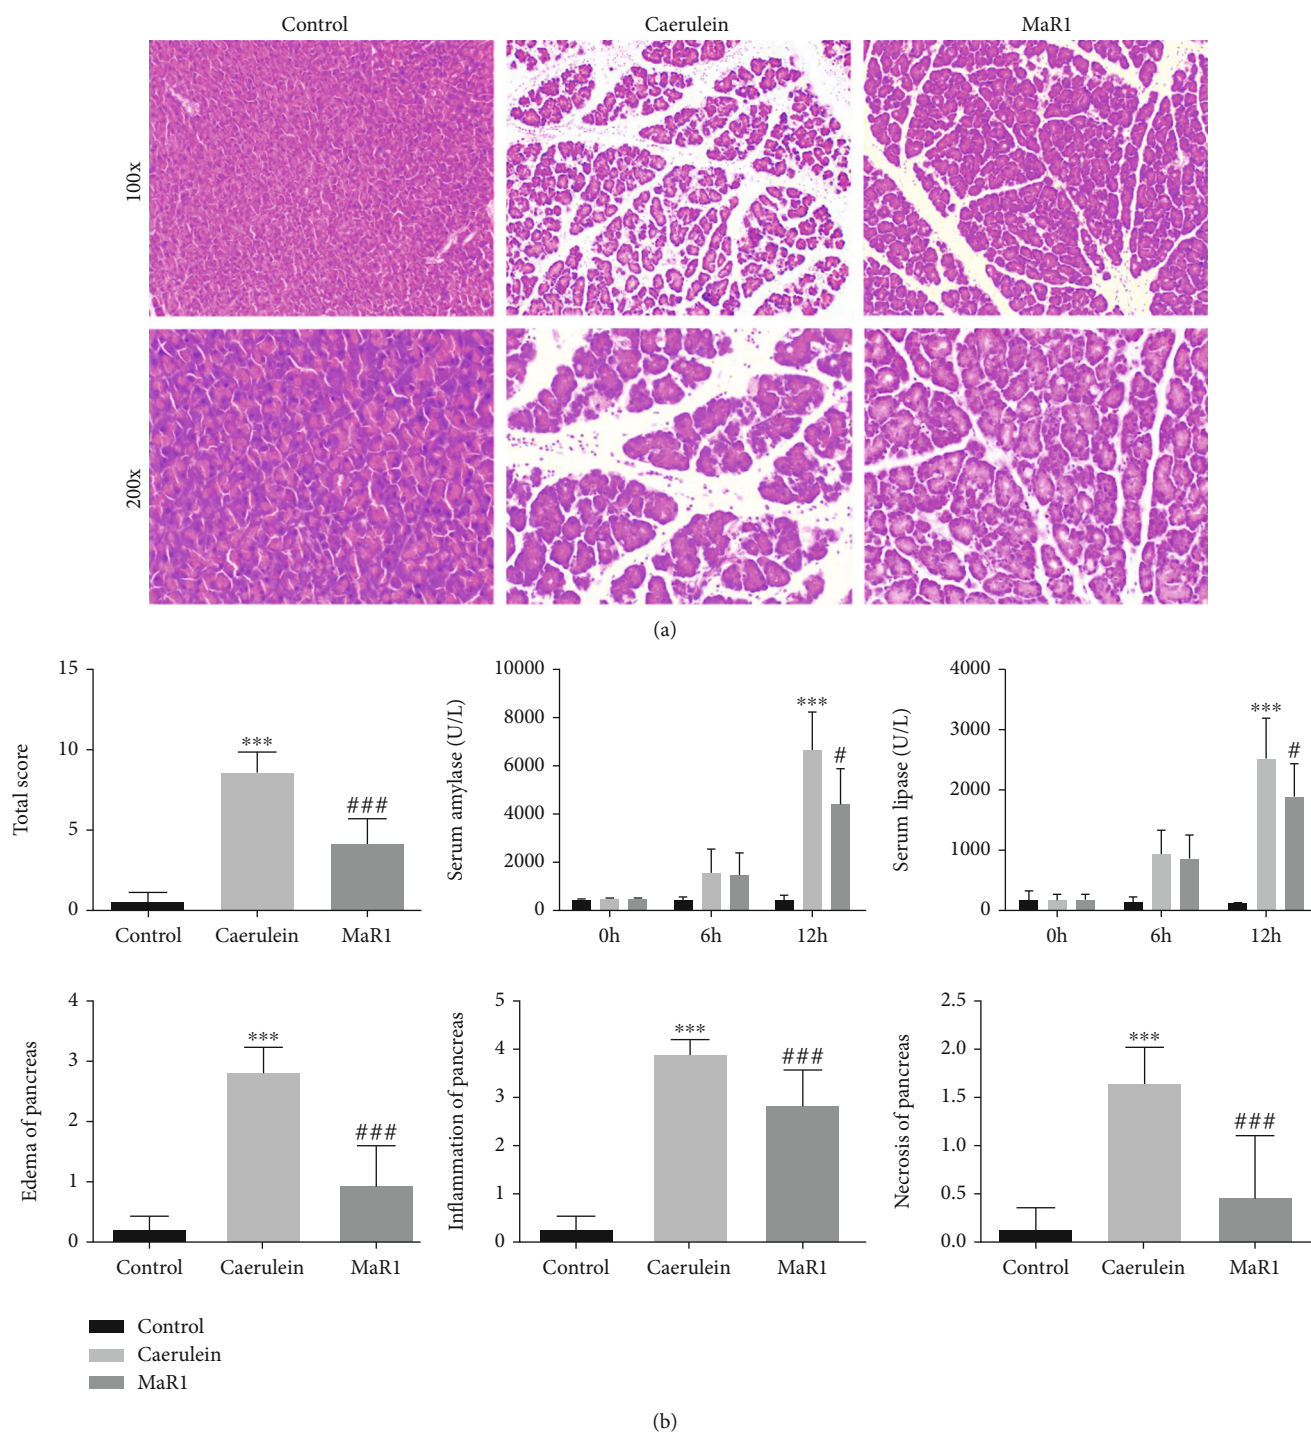 Control Caerulein MaR1
100x
200x
(a)
Total score
15
10
5
0
***
###
Control Caerulein MaR1
Serum amylase (U/L)
10000
8000
6000
4000
2000
0
***
#
0h 6h 12h
Serum lipase (U/L)
4000
3000
2000
1000
0
***
#
0h 6h 12h
Edema of pancreas
4
3
2
1
0
***
###
Control Caerulein MaR1
Inflammation of pancreas
5
4
3
2
1
0
***
###
Control Caerulein MaR1
Necrosis of pancreas
2.5
2.0
1.5
1.0
0.5
0.0
***
###
Control Caerulein MaR1
Control
Caerulein
MaR1
(b)